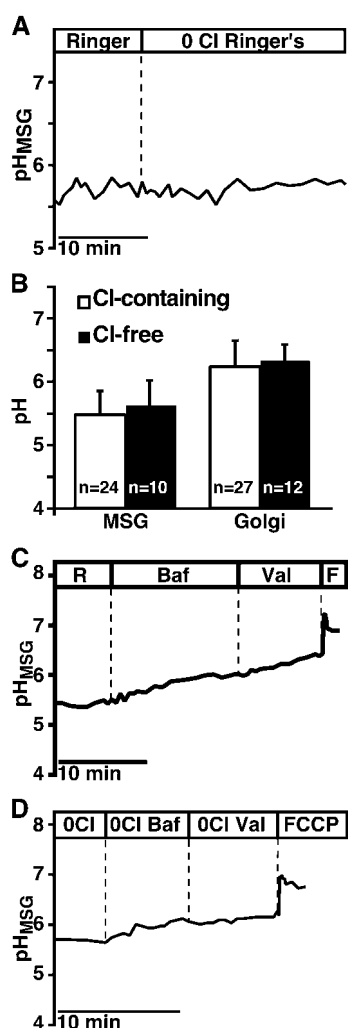 A
Ringer 0 Cl Ringer's
7
6
5
pHMSG
10 min
B
Cl-containing
Cl-free
7
6
5
4
pH
n=24 n=10 n=27 n=12
MSG Golgi
C
R Baf Val F
8
7
6
5
4
pHMSG
10 min
D
0Cl 0Cl Baf 0Cl Val FCCP
8
7
6
5
4
pHMSG
10 min